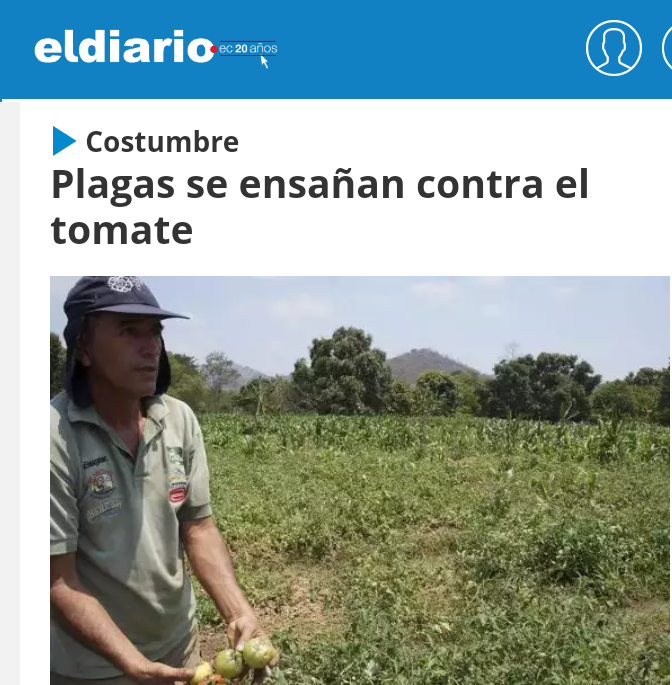 eldiario ec 20 años
Costumbre
Plagas se ensañan contra el
tomate